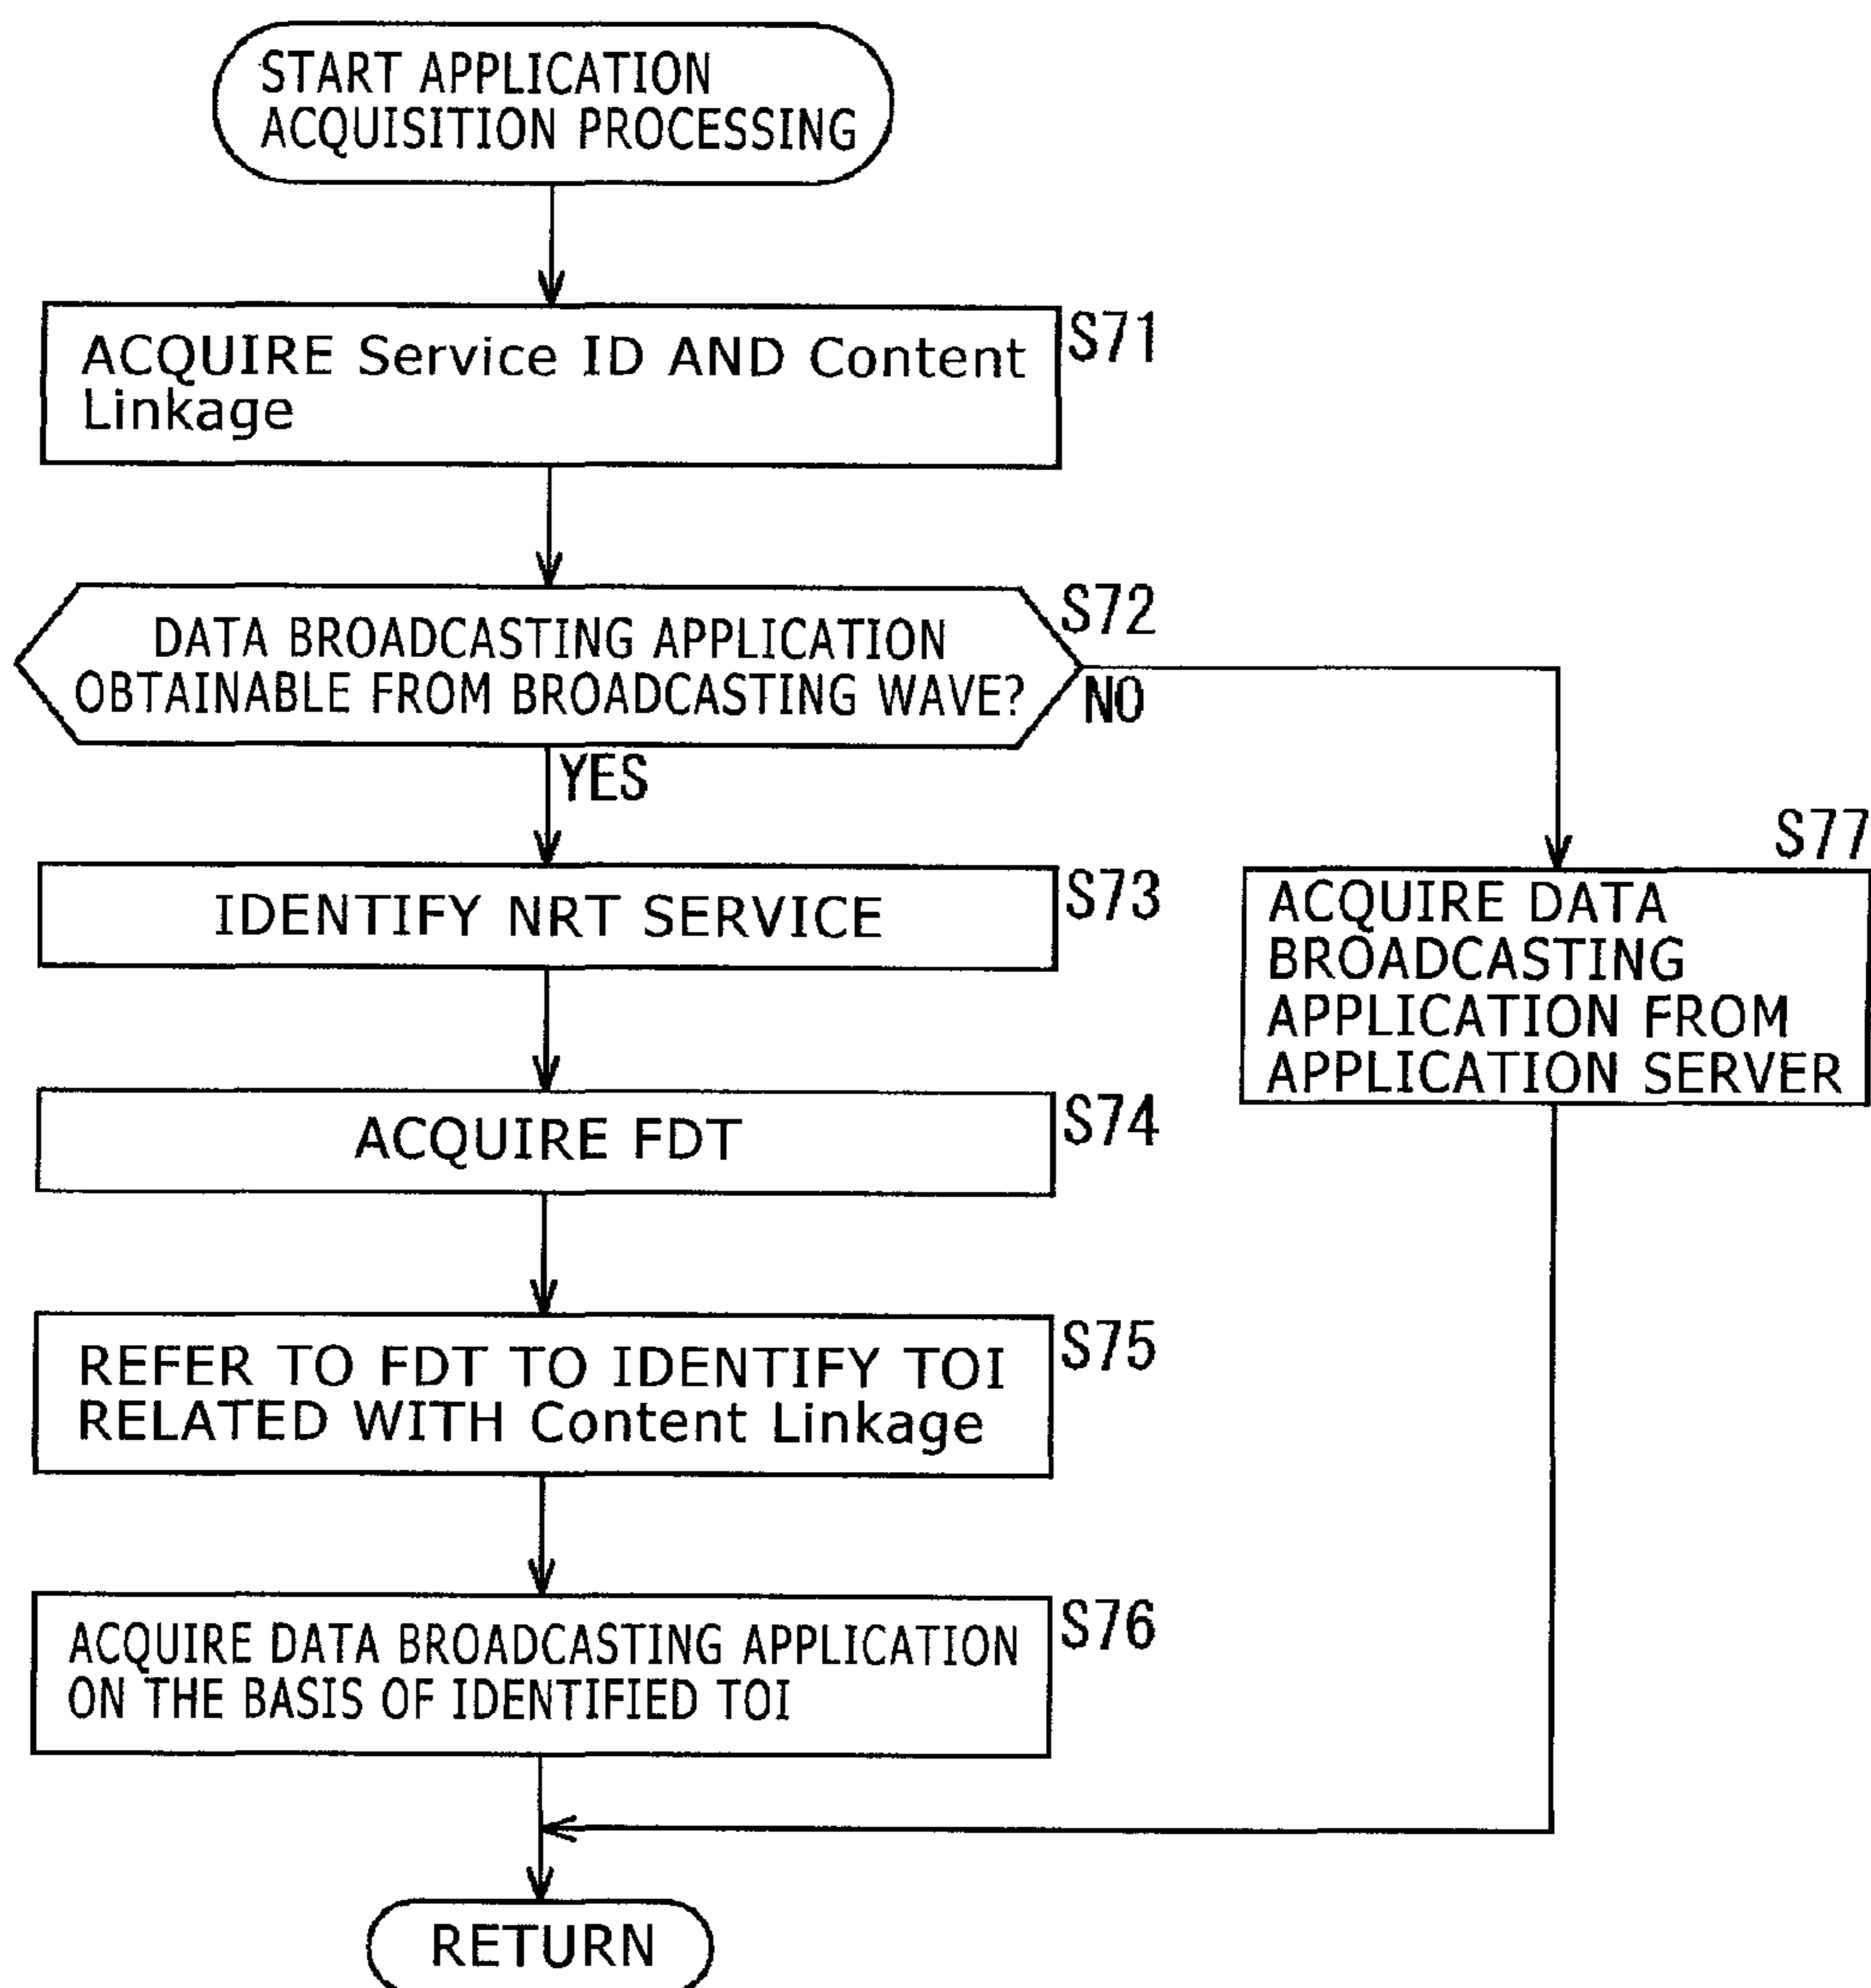 START APPLICATION
ACQUISITION PROCESSING
S71
ACQUIRE Service ID AND Content
Linkage
S72
DATA BROADCASTING APPLICATION
OBTAINABLE FROM BROADCASTING WAVE?
NO
YES
S73
IDENTIFY NRT SERVICE
S77
ACQUIRE DATA
BROADCASTING
APPLICATION FROM
APPLICATION SERVER
S74
ACQUIRE FDT
S75
REFER TO FDT TO IDENTIFY TOI
RELATED WITH Content Linkage
S76
ACQUIRE DATA BROADCASTING APPLICATION
ON THE BASIS OF IDENTIFIED TOI
RETURN